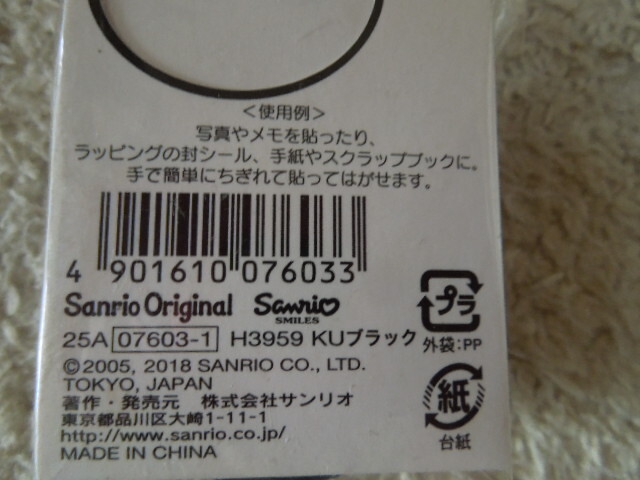 ＜使用例＞
写真やメモを貼ったり、
ラッピングの封シール、手紙やスクラップブックに。
手で簡単にちぎれて貼ってはがせます。
4 901610 076033
Sanrio Original Sanrio SMILES
25A 07603-1 H3959 KUブラック
プラ
外袋:PP
©2005, 2018 SANRIO CO., LTD.
TOKYO, JAPAN
著作・発売元 株式会社サンリオ
東京都品川区大崎1-11-1
http://www.sanrio.co.jp/
MADE IN CHINA
紙
台紙